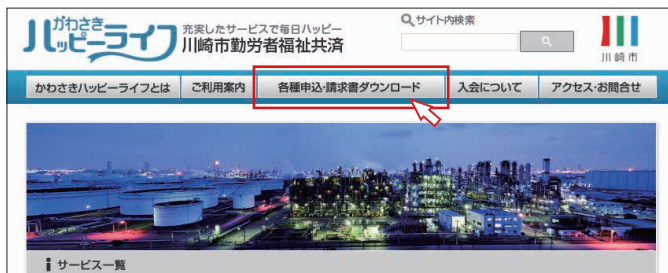 かわさき
ハッピーライフ
充実したサービスで毎日ハッピー
川崎市勤労者福祉共済
サイト内検索
川崎市
かわさきハッピーライフとは ご利用案内 各種申込・請求書ダウンロード 入会について アクセス・お問合せ
サービス一覧